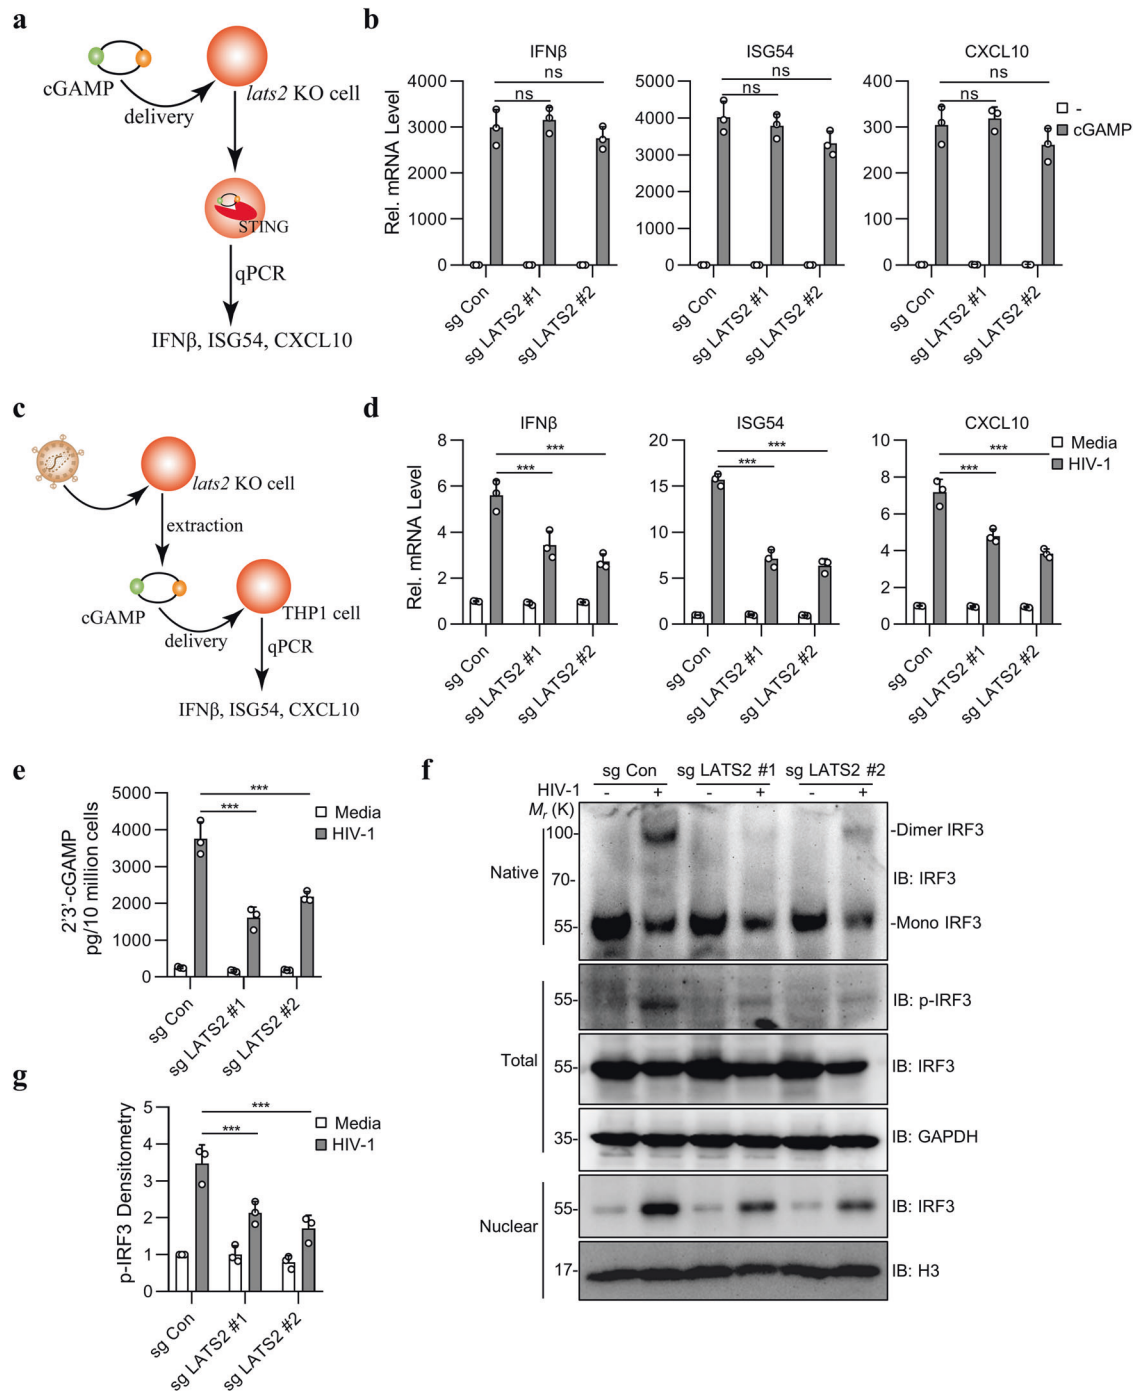 a
cGAMP
delivery
lats2 KO cell
STING
qPCR
IFNβ, ISG54, CXCL10
b
IFNβ
ISG54
CXCL10
Rel. mRNA Level
4000
3000
2000
1000
0
ns
ns
sg Con
sg LATS2 #1
sg LATS2 #2
5000
4000
3000
2000
1000
0
ns
ns
sg Con
sg LATS2 #1
sg LATS2 #2
400
300
200
100
0
ns
ns
sg Con
sg LATS2 #1
sg LATS2 #2
-
cGAMP
c
lats2 KO cell
extraction
cGAMP
delivery
THP1 cell
qPCR
IFNβ, ISG54, CXCL10
d
IFNβ
ISG54
CXCL10
Rel. mRNA Level
8
6
4
2
0
***
***
sg Con
sg LATS2 #1
sg LATS2 #2
20
15
10
5
0
***
***
sg Con
sg LATS2 #1
sg LATS2 #2
10
8
6
4
2
0
***
***
sg Con
sg LATS2 #1
sg LATS2 #2
Media
HIV-1
e
2'3'-cGAMP
pg/10 million cells
5000
4000
3000
2000
1000
0
***
***
Media
HIV-1
sg Con
sg LATS2 #1
sg LATS2 #2
f
sg Con sg LATS2 #1 sg LATS2 #2
HIV-1 - + - + - +
Mr (K)
Native
100-
70-
55-
-Dimer IRF3
IB: IRF3
-Mono IRF3
Total
55-
IB: p-IRF3
55-
IB: IRF3
35-
IB: GAPDH
Nuclear
55-
IB: IRF3
17-
IB: H3
g
p-IRF3 Densitometry
5
4
3
2
1
0
***
***
Media
HIV-1
sg Con
sg LATS2 #1
sg LATS2 #2